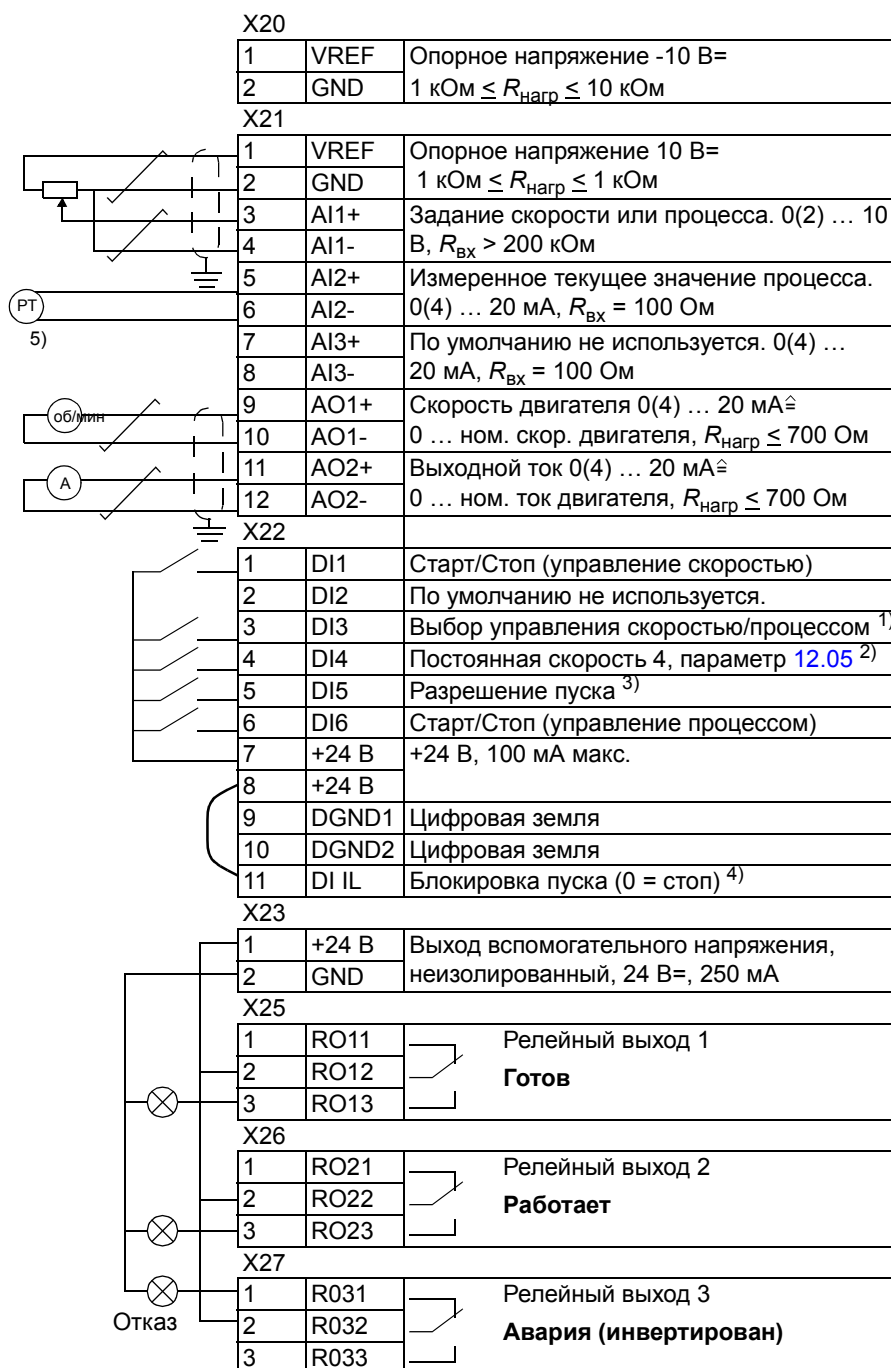 X20
1 VREF Опорное напряжение -10 В=
2 GND 1 кОм ≤ Rнагр ≤ 10 кОм
X21
1 VREF Опорное напряжение 10 В=
2 GND 1 кОм ≤ Rнагр ≤ 1 кОм
3 AI1+ Задание скорости или процесса. 0(2) … 10
4 AI1- В, Rвх > 200 кОм
5 AI2+ Измеренное текущее значение процесса.
PT 6 AI2- 0(4) … 20 мА, Rвх = 100 Ом
5) 7 AI3+ По умолчанию не используется. 0(4) …
8 AI3- 20 мА, Rвх = 100 Ом
об/мин 9 AO1+ Скорость двигателя 0(4) … 20 мА≙
10 AO1- 0 … ном. скор. двигателя, Rнагр ≤ 700 Ом
A 11 AO2+ Выходной ток 0(4) … 20 мА≙
12 AO2- 0 … ном. ток двигателя, Rнагр ≤ 700 Ом
X22
1 DI1 Старт/Стоп (управление скоростью)
2 DI2 По умолчанию не используется.
3 DI3 Выбор управления скоростью/процессом 1)
4 DI4 Постоянная скорость 4, параметр 12.05 2)
5 DI5 Разрешение пуска 3)
6 DI6 Старт/Стоп (управление процессом)
7 +24 В +24 В, 100 мА макс.
8 +24 В
9 DGND1 Цифровая земля
10 DGND2 Цифровая земля
11 DI IL Блокировка пуска (0 = стоп) 4)
X23
1 +24 В Выход вспомогательного напряжения,
2 GND неизолированный, 24 В=, 250 мА
X25
1 RO11 Релейный выход 1
2 RO12 Готов
3 RO13
X26
1 RO21 Релейный выход 2
2 RO22 Работает
3 RO23
X27
1 R031 Релейный выход 3
Отказ 2 R032 Авария (инвертирован)
3 R033